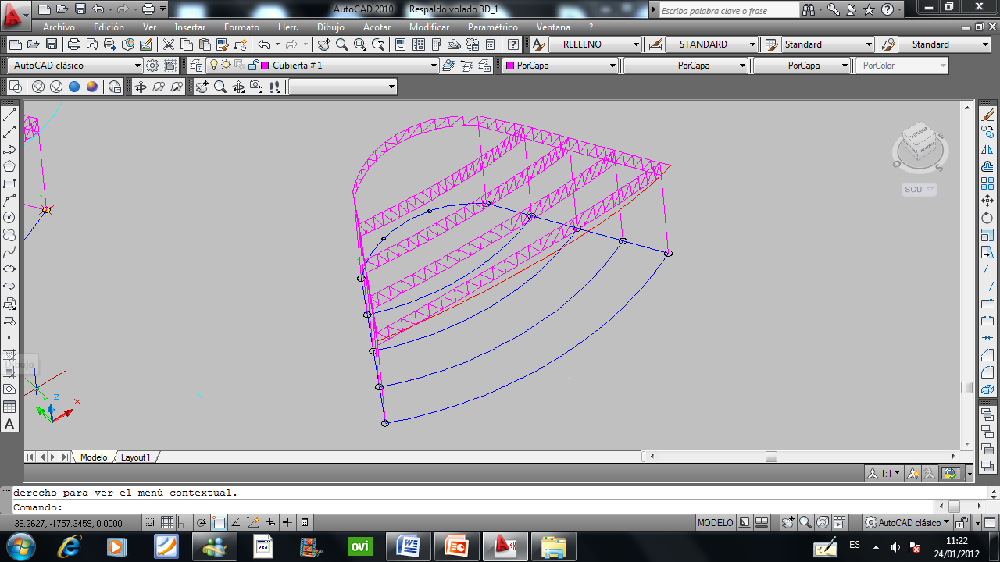 AutoCAD 2010 Respaldo volado 3D_1
Escriba palabra clave o frase
Archivo Edición Ver Insertar Formato Herr. Dibujo Acotar Modificar Paramétrico Ventana ?
RELLENO STANDARD Standard Standard
AutoCAD clásico Cubierta # 1 PorCapa PorCapa PorCapa PorColor
SCU
Dibujo
Z
X
A
Modelo Layout1
1:1
derecho para ver el menú contextual.
Comando:
136.2627, -1757.3459, 0.0000 MODELO AutoCAD clásico
ovi ES 11:22
24/01/2012